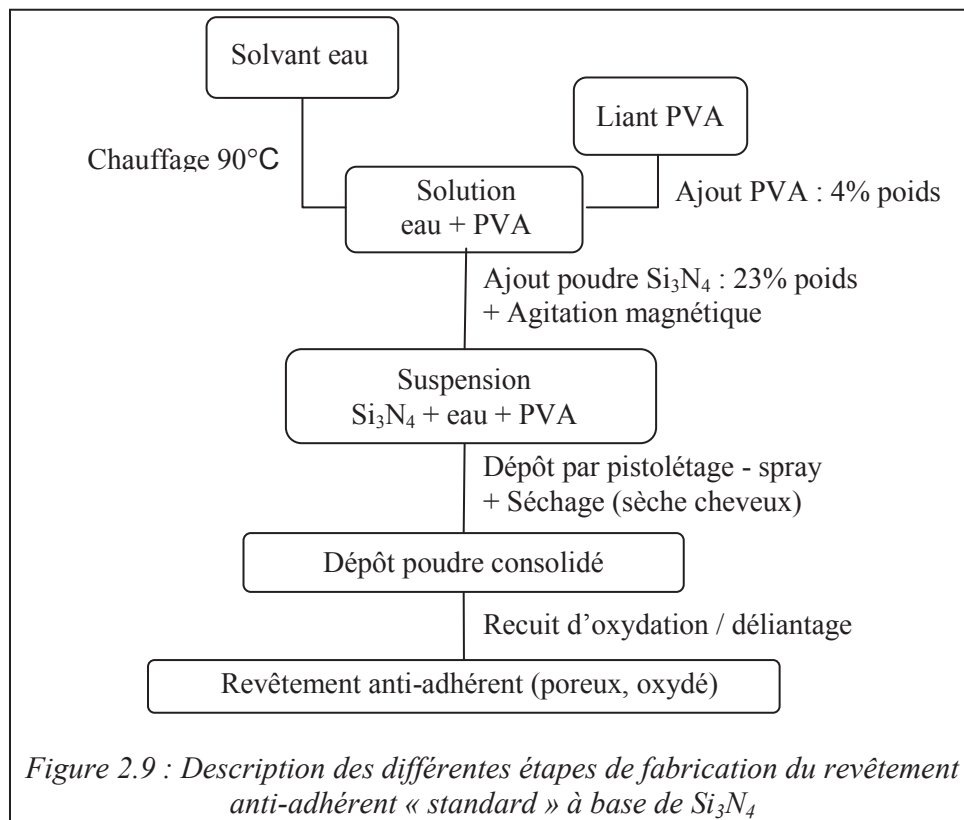 Solvant eau
Liant PVA
Chauffage 90°C
Solution
eau + PVA
Ajout PVA : 4% poids
Ajout poudre Si₃N₄ : 23% poids
+ Agitation magnétique
Suspension
Si₃N₄ + eau + PVA
Dépôt par pistolétage - spray
+ Séchage (sèche cheveux)
Dépôt poudre consolidé
Recuit d’oxydation / déliantage
Revêtement anti-adhérent (poreux, oxydé)
Figure 2.9 : Description des différentes étapes de fabrication du revêtement
anti-adhérent « standard » à base de Si₃N₄